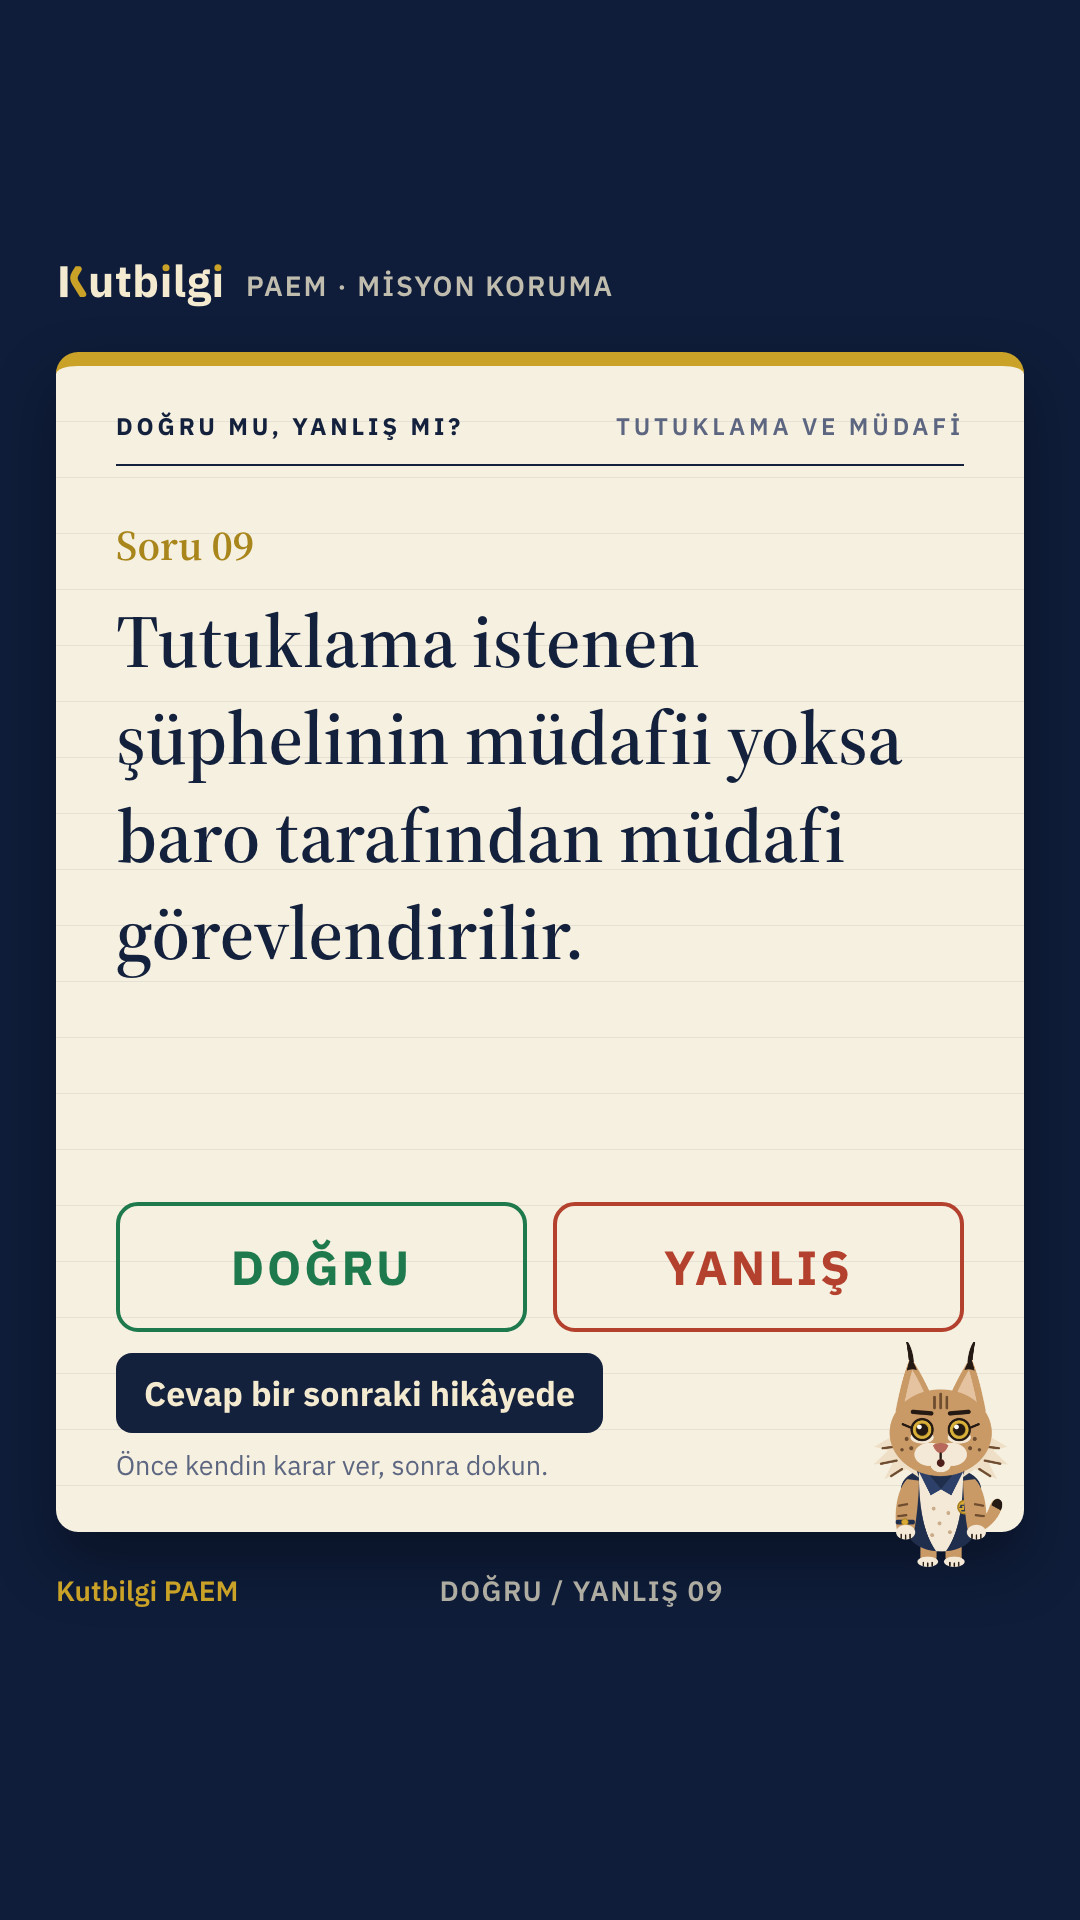 Kutbilgi PAEM · MİSYON KORUMA
DOĞRU MU, YANLIŞ MI? TUTUKLAMA VE MÜDAFİ
Soru 09
Tutuklama istenen
şüphelinin müdafii yoksa
baro tarafından müdafi
görevlendirilir.
DOĞRU YANLIŞ
Cevap bir sonraki hikâyede
Önce kendin karar ver, sonra dokun.
Kutbilgi PAEM DOĞRU / YANLIŞ 09